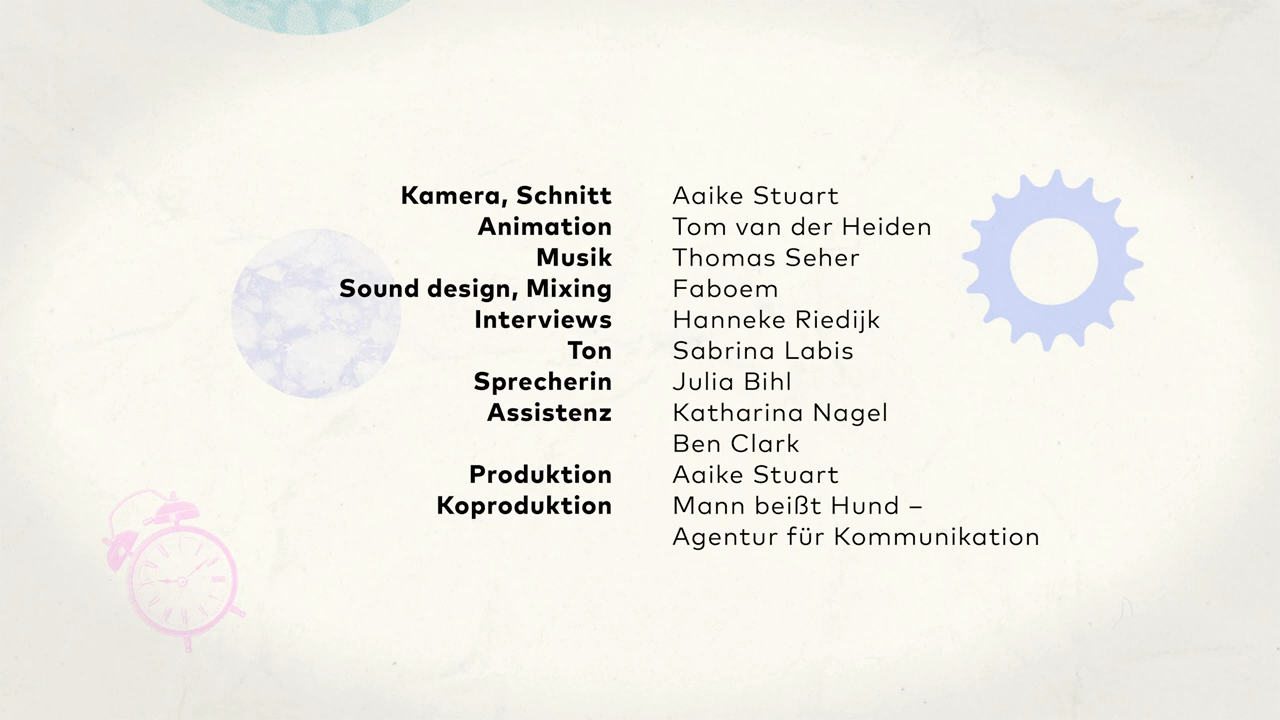 Kamera, Schnitt Aaike Stuart
Animation Tom van der Heiden
Musik Thomas Seher
Sound design, Mixing Faboem
Interviews Hanneke Riedijk
Ton Sabrina Labis
Sprecherin Julia Bihl
Assistenz Katharina Nagel
Ben Clark
Produktion Aaike Stuart
Koproduktion Mann beißt Hund –
Agentur für Kommunikation